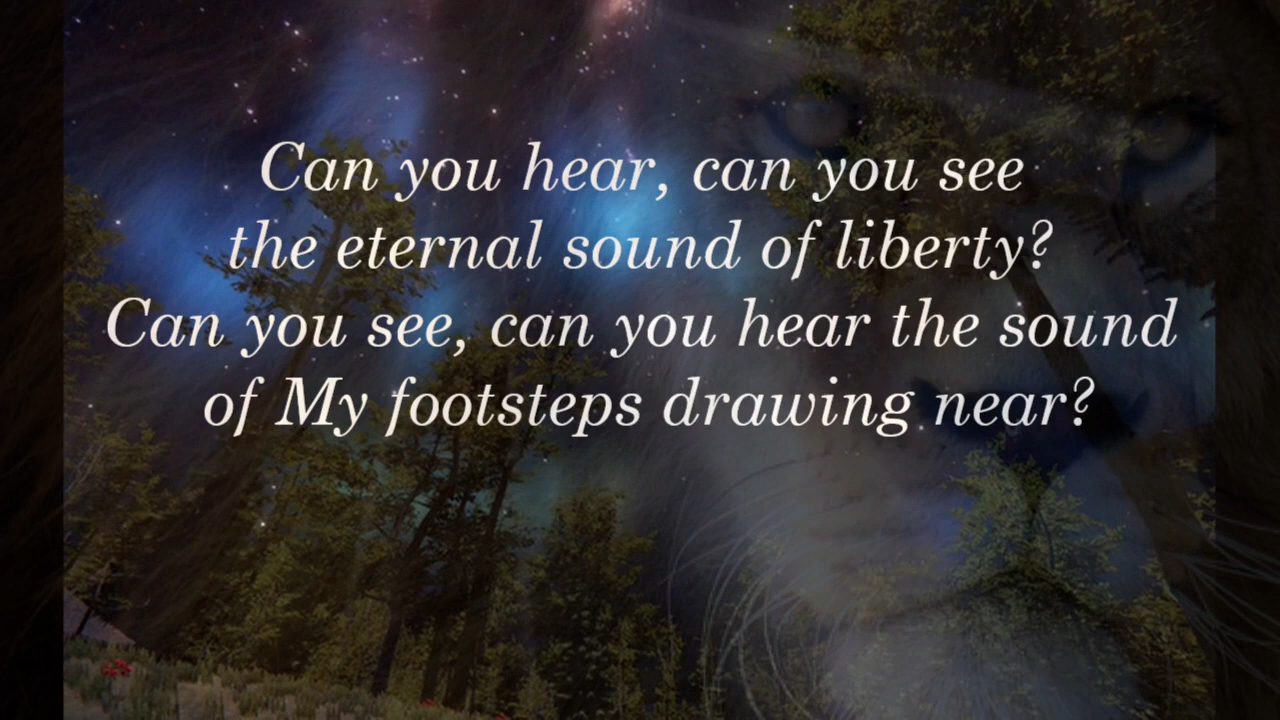 Can you hear, can you see
the eternal sound of liberty?
Can you see, can you hear the sound
of My footsteps drawing near?